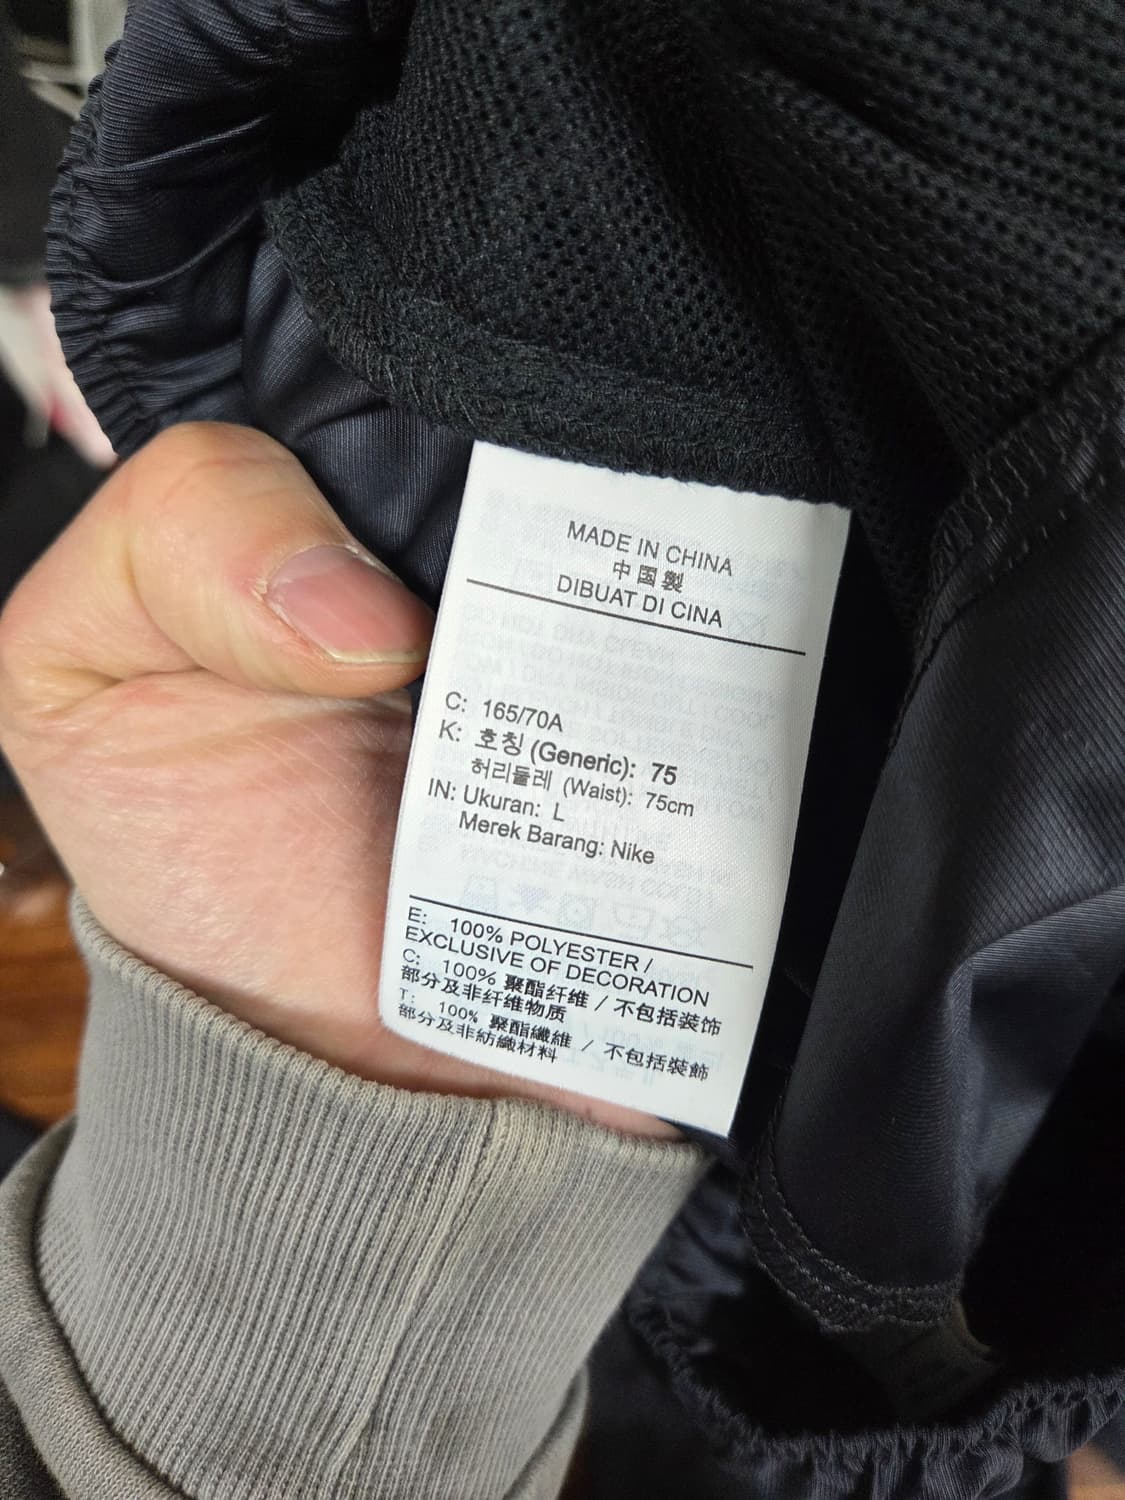 MADE IN CHINA
中国製
DIBUAT DI CINA
C: 165/70A
K: 호칭 (Generic): 75
허리둘레 (Waist): 75cm
IN: Ukuran: L
Merek Barang: Nike
E: 100% POLYESTER /
EXCLUSIVE OF DECORATION
C: 100% 聚酯纤维 / 不包括装饰
部分及非纤维物质
T: 100% 聚酯纖維 / 不包括裝飾
部分及非紡織材料